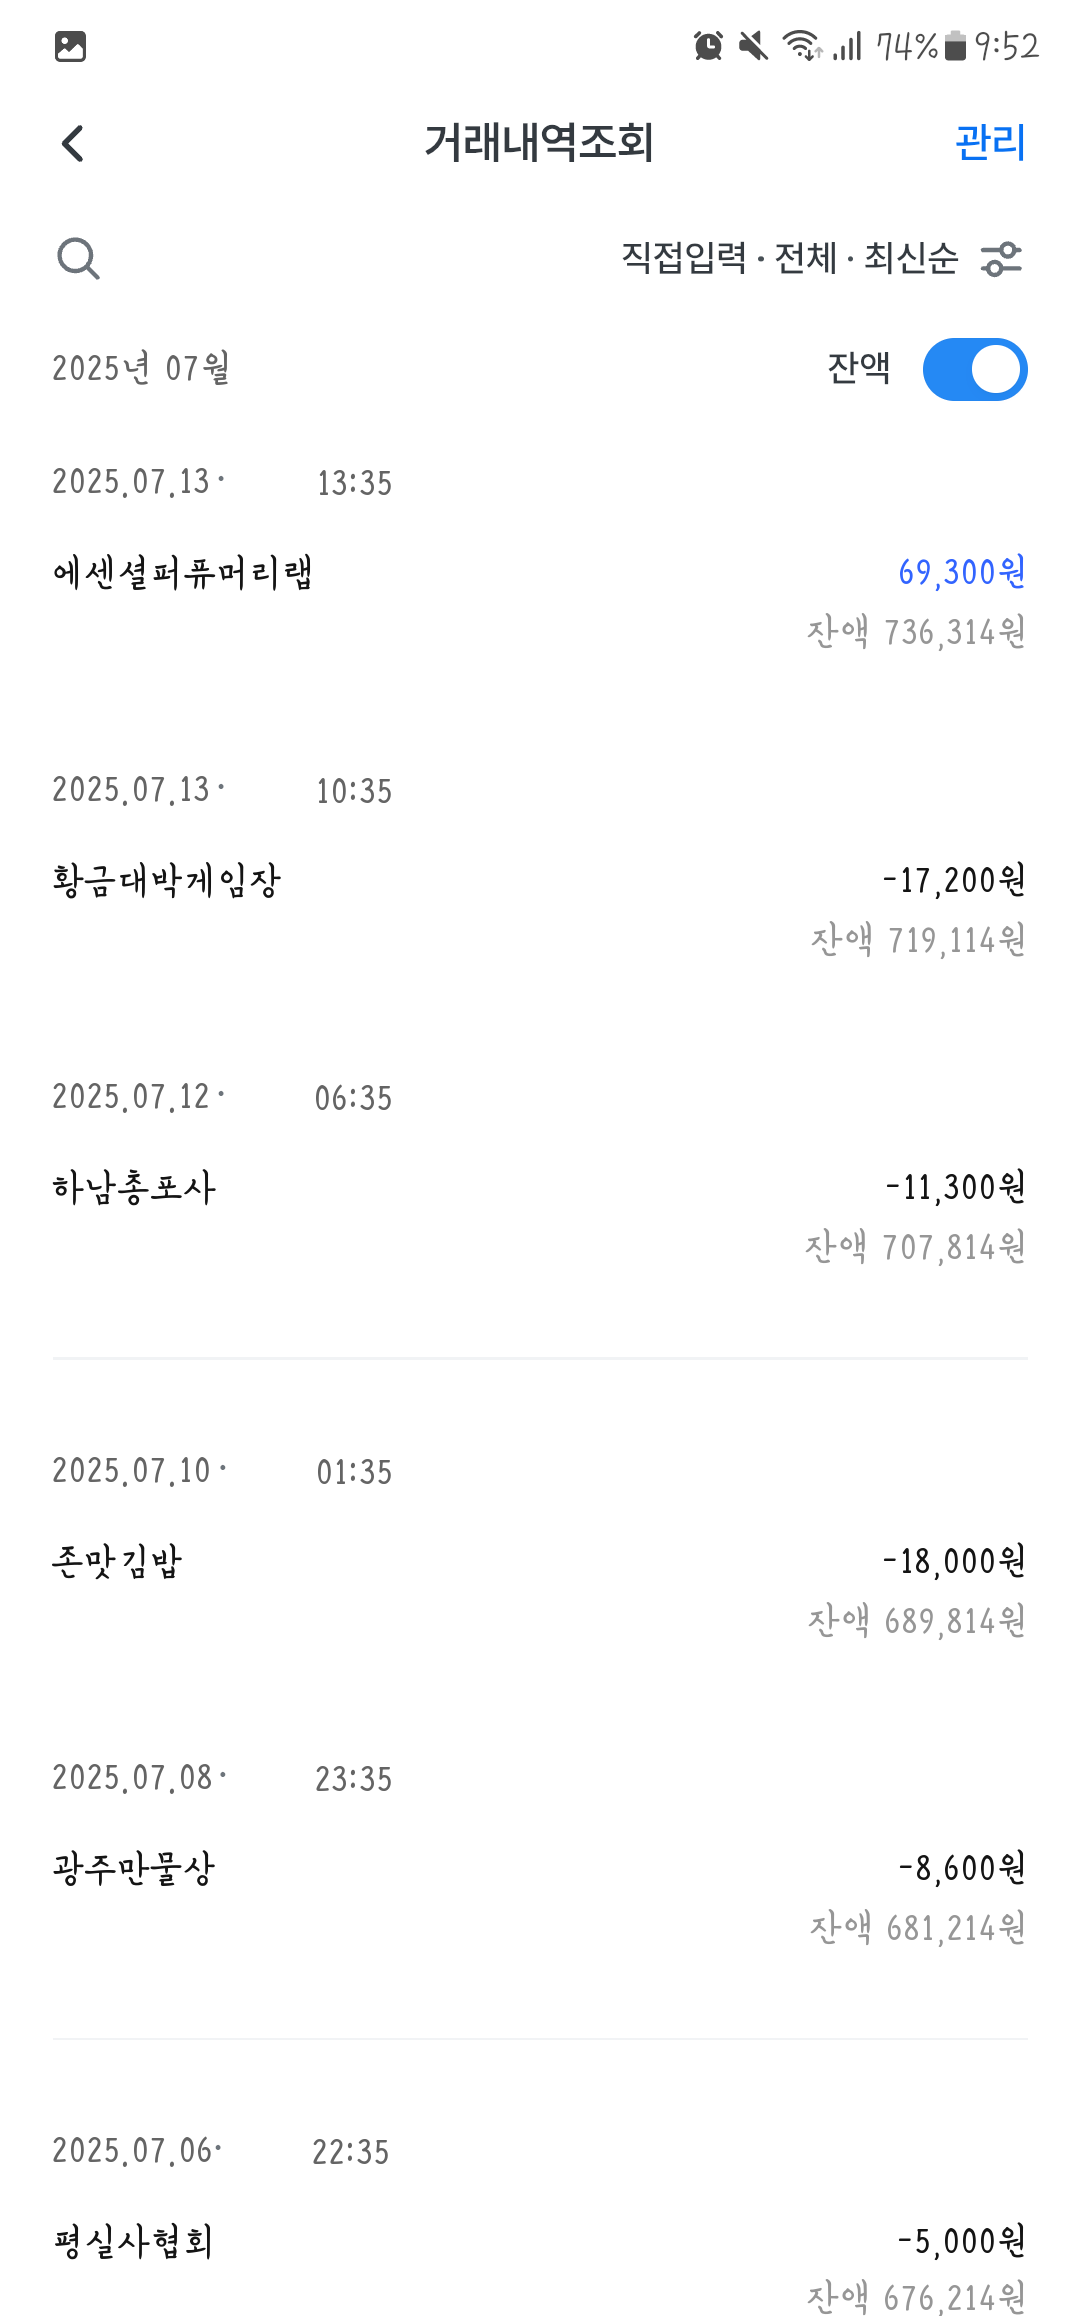 74% 9:52
거래내역조회 관리
직접입력 · 전체 · 최신순
2025년 07월 잔액
2025.07.13 · 13:35
에센셜퍼퓨머리랩 69,300원
잔액 736,314원
2025.07.13 · 10:35
황금대박게임장 -17,200원
잔액 719,114원
2025.07.12 · 06:35
하남총포사 -11,300원
잔액 707,814원
2025.07.10 · 01:35
존맛김밥 -18,000원
잔액 689,814원
2025.07.08 · 23:35
광주만물상 -8,600원
잔액 681,214원
2025.07.06· 22:35
평실사협회 -5,000원
잔액 676,214원